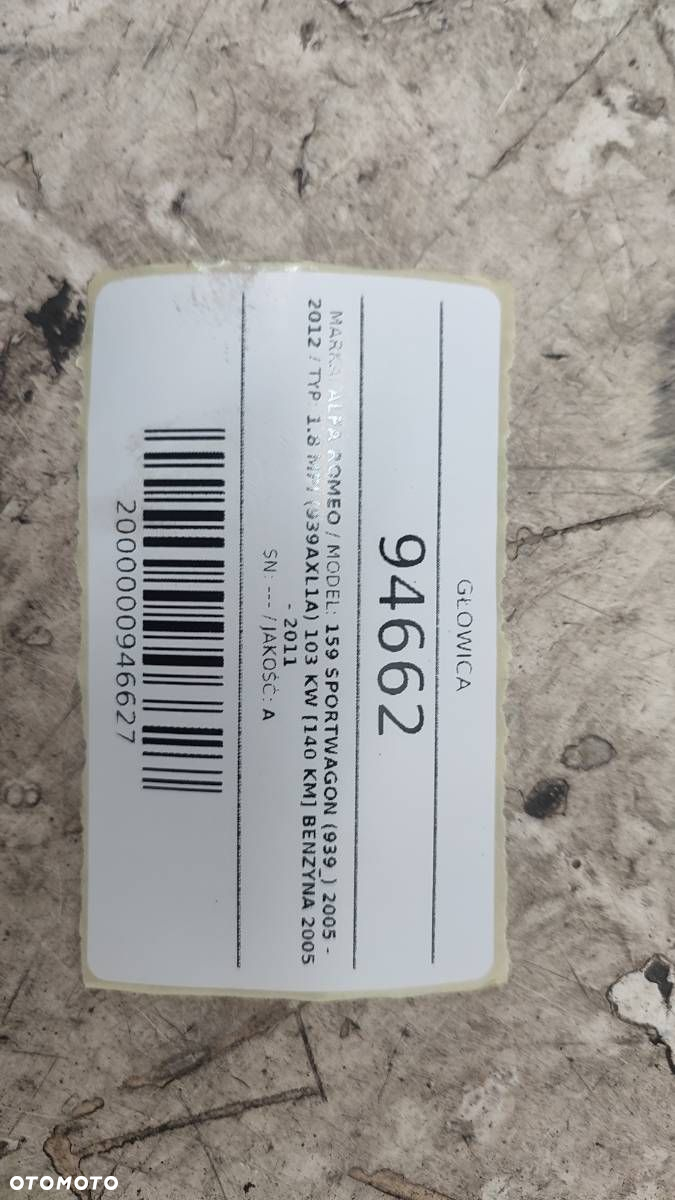 GŁOWICA
94662
MARKA: ALFA ROMEO / MODEL: 159 SPORTWAGON (939_) 2005 -
2012 / TYP: 1.8 MPI (939AXL1A) 103 KW [140 KM] BENZYNA 2005
- 2011
SN: --- / JAKOŚĆ: A
2000000946627
OTOMOTO